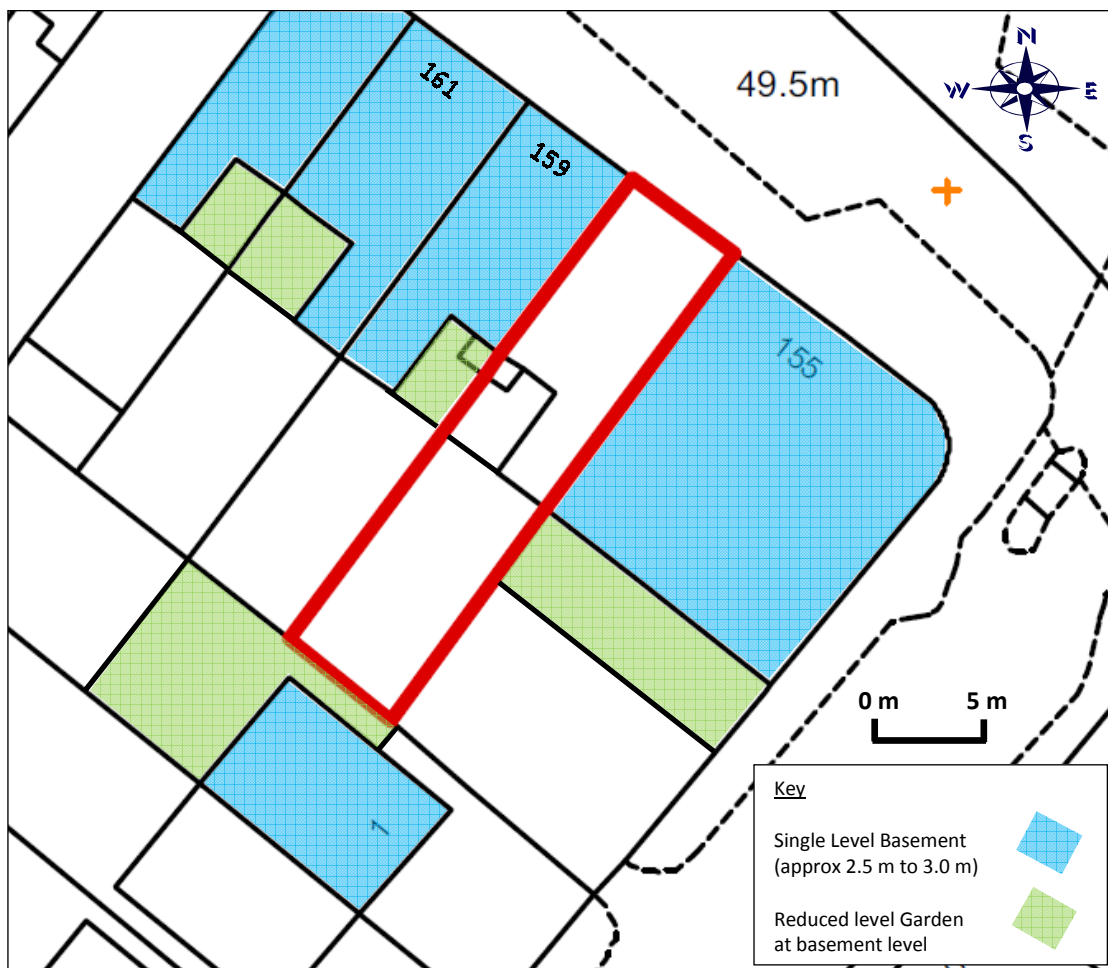 N
W E
S
49.5m
161
159
155
0 m 5 m
1
Key
Single Level Basement
(approx 2.5 m to 3.0 m)
Reduced level Garden
at basement level